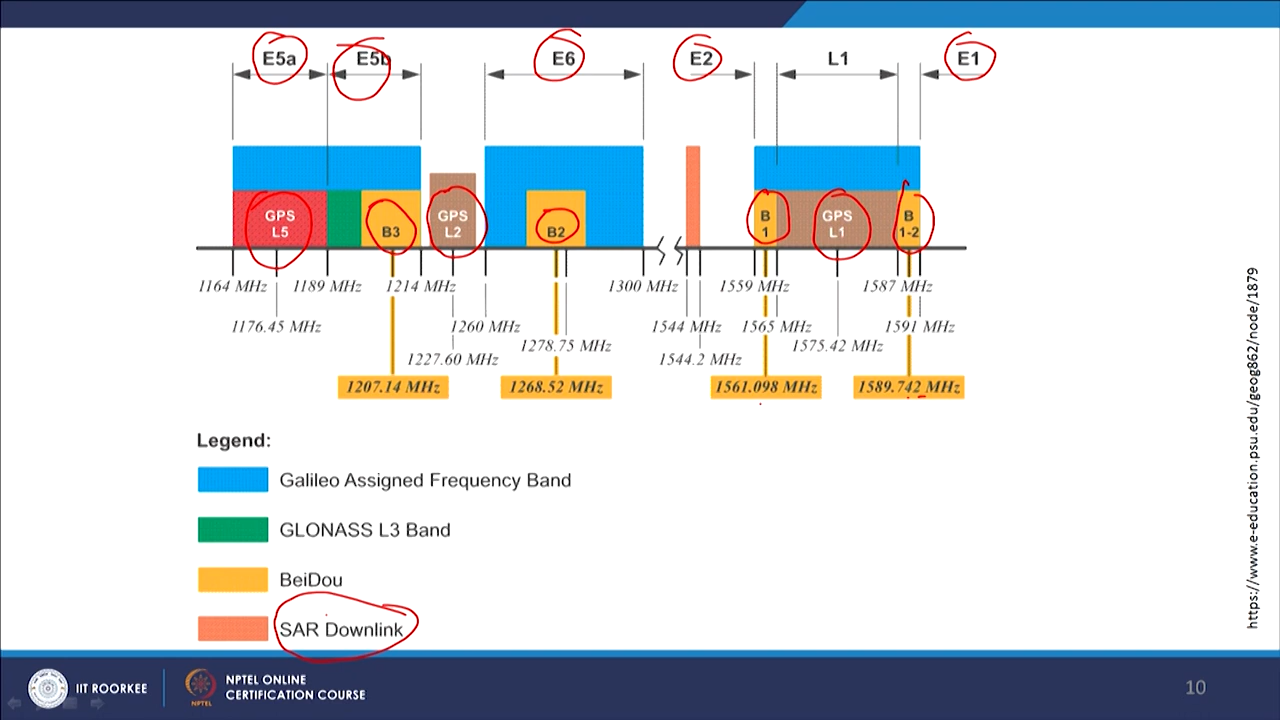 E5a E5b E6 E2 L1 E1
GPS L5
B3
GPS L2
B2
B 1
GPS L1
B 1-2
1164 MHz 1189 MHz 1214 MHz 1300 MHz 1559 MHz 1587 MHz
1176.45 MHz 1260 MHz 1544 MHz 1565 MHz 1591 MHz
1278.75 MHz 1575.42 MHz
1227.60 MHz 1544.2 MHz
1207.14 MHz 1268.52 MHz 1561.098 MHz 1589.742 MHz
Legend:
Galileo Assigned Frequency Band
GLONASS L3 Band
BeiDou
SAR Downlink
https://www.e-education.psu.edu/geog862/node/1879
IIT ROORKEE
NPTEL
NPTEL ONLINE
CERTIFICATION COURSE
10